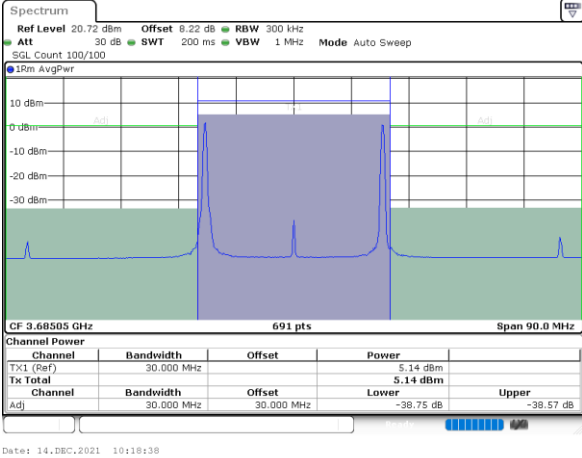 Spectrum
Ref Level 20.72 dBm Offset 8.22 dB RBW 300 kHz
Att 30 dB SWT 200 ms VBW 1 MHz Mode Auto Sweep
SGL Count 100/100
1Rm AvgPwr
10 dBm
Adj Adj
0 dBm
-10 dBm
-20 dBm
-30 dBm
CF 3.68505 GHz 691 pts Span 90.0 MHz
Channel Power
Channel Bandwidth Offset Power
TX1 (Ref) 30.000 MHz 5.14 dBm
Tx Total 5.14 dBm
Channel Bandwidth Offset Lower Upper
Adj 30.000 MHz 30.000 MHz -38.75 dB -38.57 dB
Ready
Date: 14.DEC.2021 10:18:38